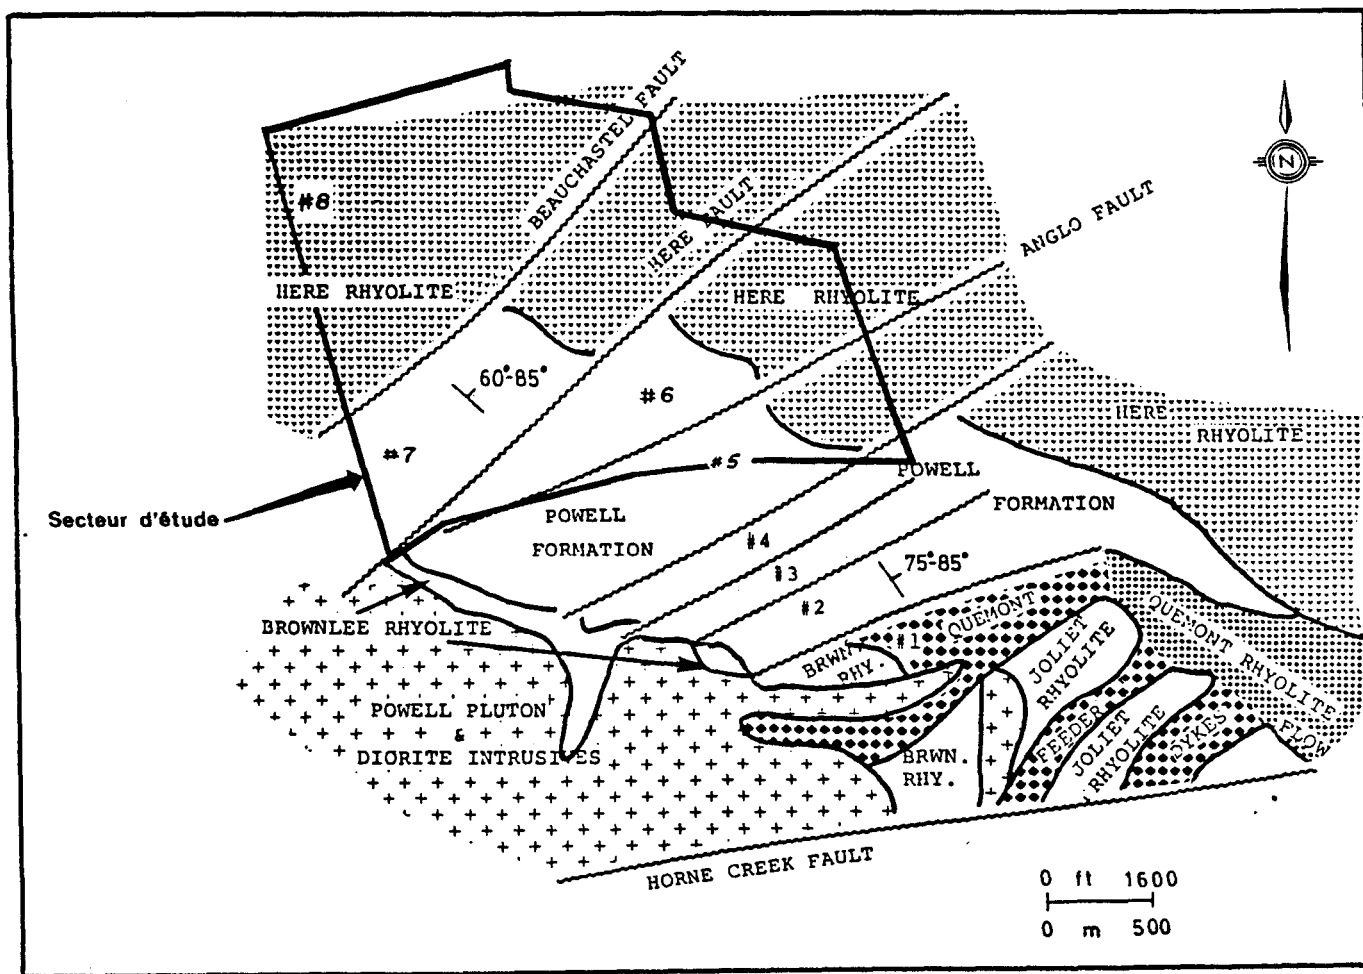 BEAUCHASTEL FAULT
N
#8
HERE FAULT
ANGLO FAULT
HERE RHYOLITE
HERE RHYOLITE
60°-85°
#6
HERE
RHYOLITE
#7
#5
POWELL
FORMATION
Secteur d'étude
POWELL
FORMATION
#4
#3
75°-85°
#2
BROWNLEE RHYOLITE
#1
QUEMONT
BRWN
RHY.
JOLIET
RHYOLITE
QUEMONT RHYOLITE
FLOW
POWELL PLUTON
&
DIORITE INTRUSIVES
BRWN.
RHY.
FEEDER
JOLIET
RHYOLITE
DYKES
HORNE CREEK FAULT
0 ft 1600
0 m 500